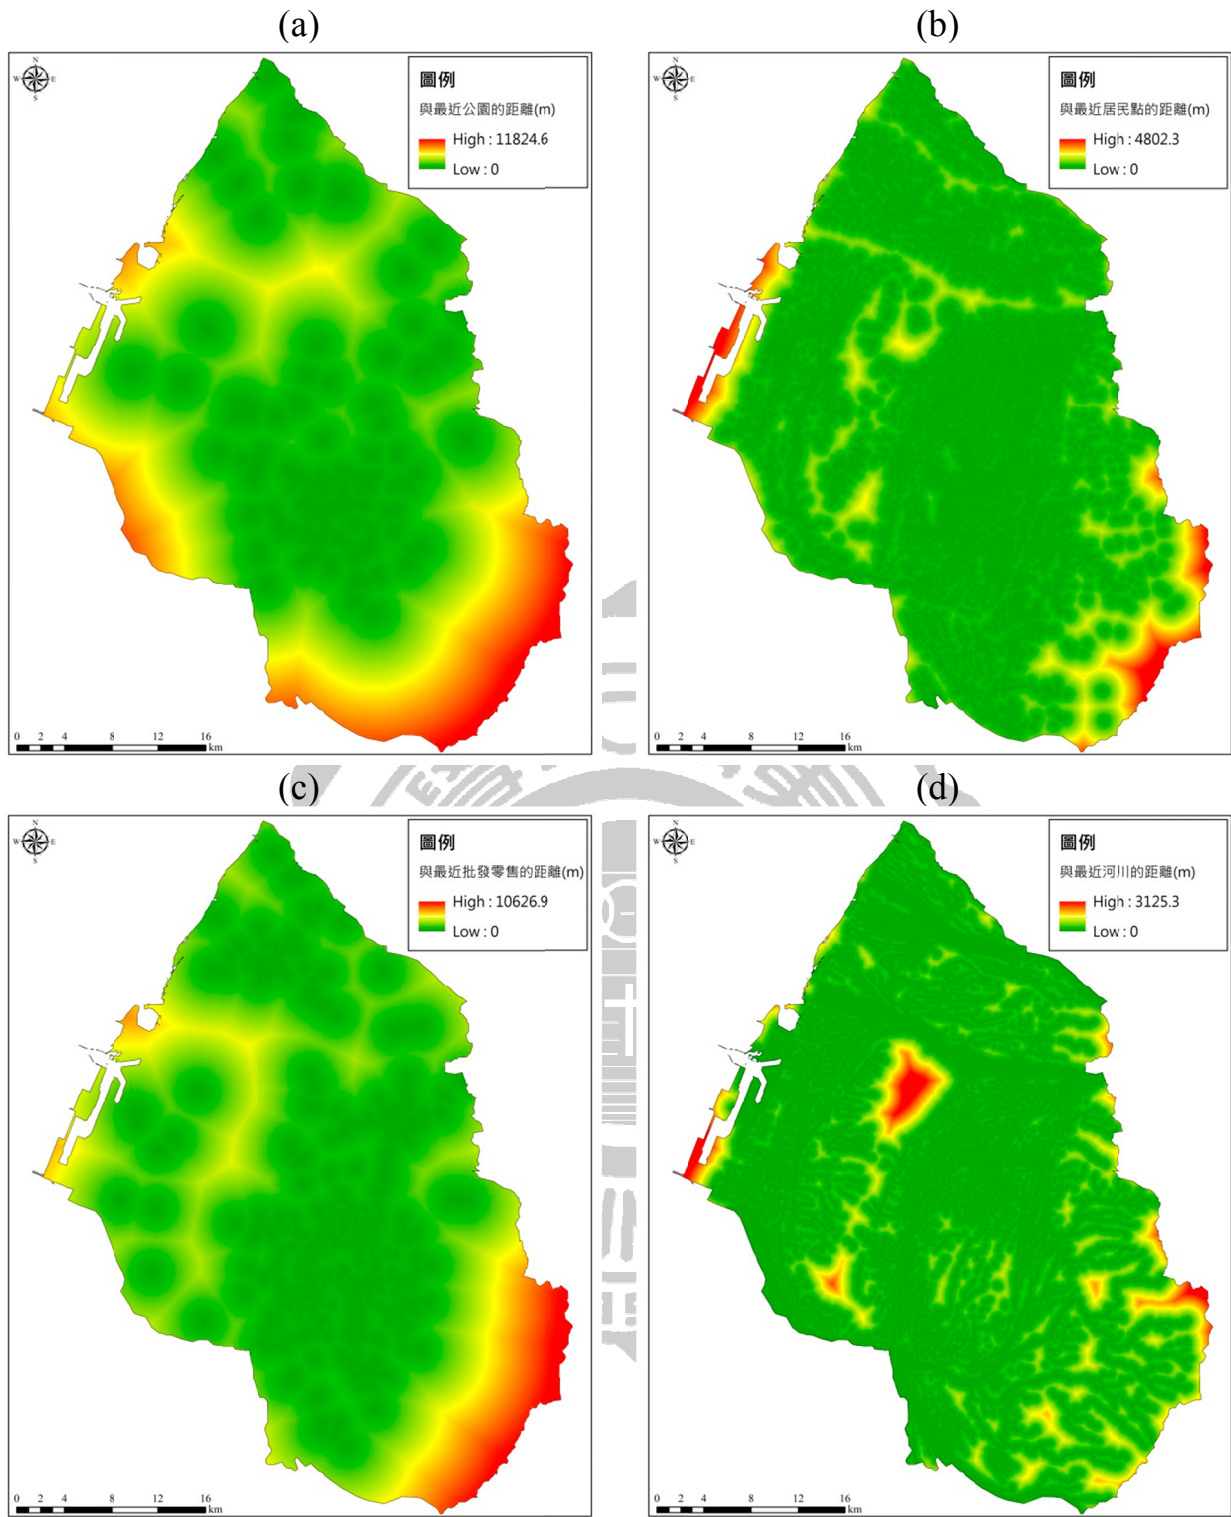 (a)
(b)
N
W
E
S
圖例
與最近公園的距離(m)
High : 11824.6
Low : 0
0 2 4 8 12 16
km
N
W
E
S
圖例
與最近居民點的距離(m)
High : 4802.3
Low : 0
0 2 4 8 12 16
km
(c)
(d)
N
W
E
S
圖例
與最近批發零售的距離(m)
High : 10626.9
Low : 0
0 2 4 8 12 16
km
N
W
E
S
圖例
與最近河川的距離(m)
High : 3125.3
Low : 0
0 2 4 8 12 16
km